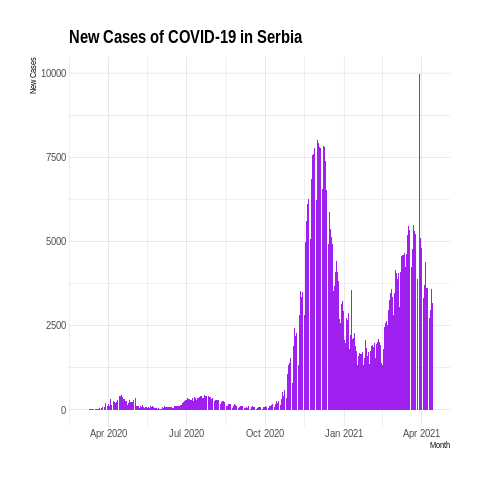 New Cases of COVID-19 in Serbia
New Cases
10000
7500
5000
2500
0
Apr 2020
Jul 2020
Oct 2020
Jan 2021
Apr 2021
Month